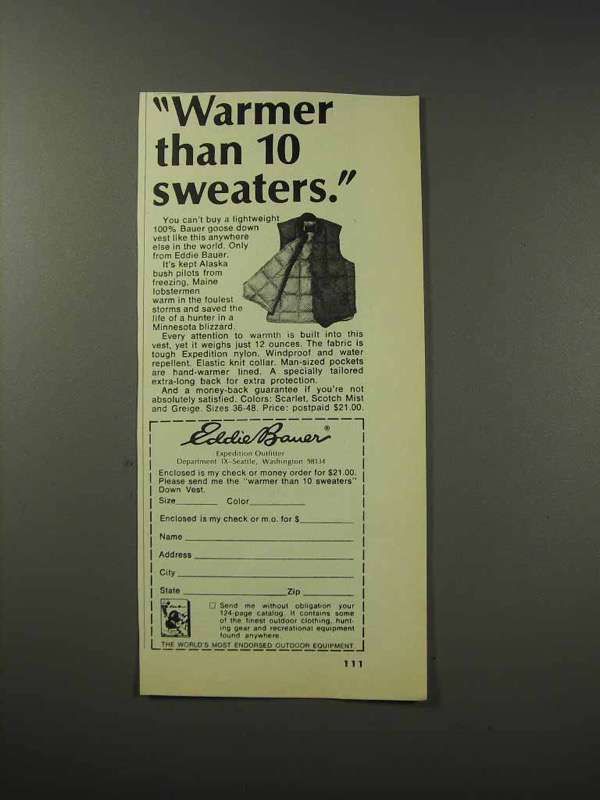 "Warmer
than 10
sweaters."
You can't buy a lightweight
100% Bauer goose down
vest like this anywhere
else in the world. Only
from Eddie Bauer.
It's kept Alaska
bush pilots from
freezing, Maine
lobstermen
warm in the foulest
storms and saved the
life of a hunter in a
Minnesota blizzard.
Every attention to warmth is built into this
vest, yet it weighs just 12 ounces. The fabric is
tough Expedition nylon. Windproof and water
repellent. Elastic knit collar. Man-sized pockets
are hand-warmer lined. A specially tailored
extra-long back for extra protection.
And a money-back guarantee if you're not
absolutely satisfied. Colors: Scarlet, Scotch Mist
and Greige. Sizes 36-48. Price: postpaid $21.00.
Eddie Bauer®
Expedition Outfitter
Department IX-Seattle, Washington 98134
Enclosed is my check or money order for $21.00.
Please send me the "warmer than 10 sweaters"
Down Vest.
Size Color
Enclosed is my check or m.o. for $
Name
Address
City
State Zip
Send me without obligation your
124-page catalog. It contains some
of the finest outdoor clothing, hunt-
ing gear and recreational equipment
found anywhere.
THE WORLD'S MOST ENDORSED OUTDOOR EQUIPMENT
111